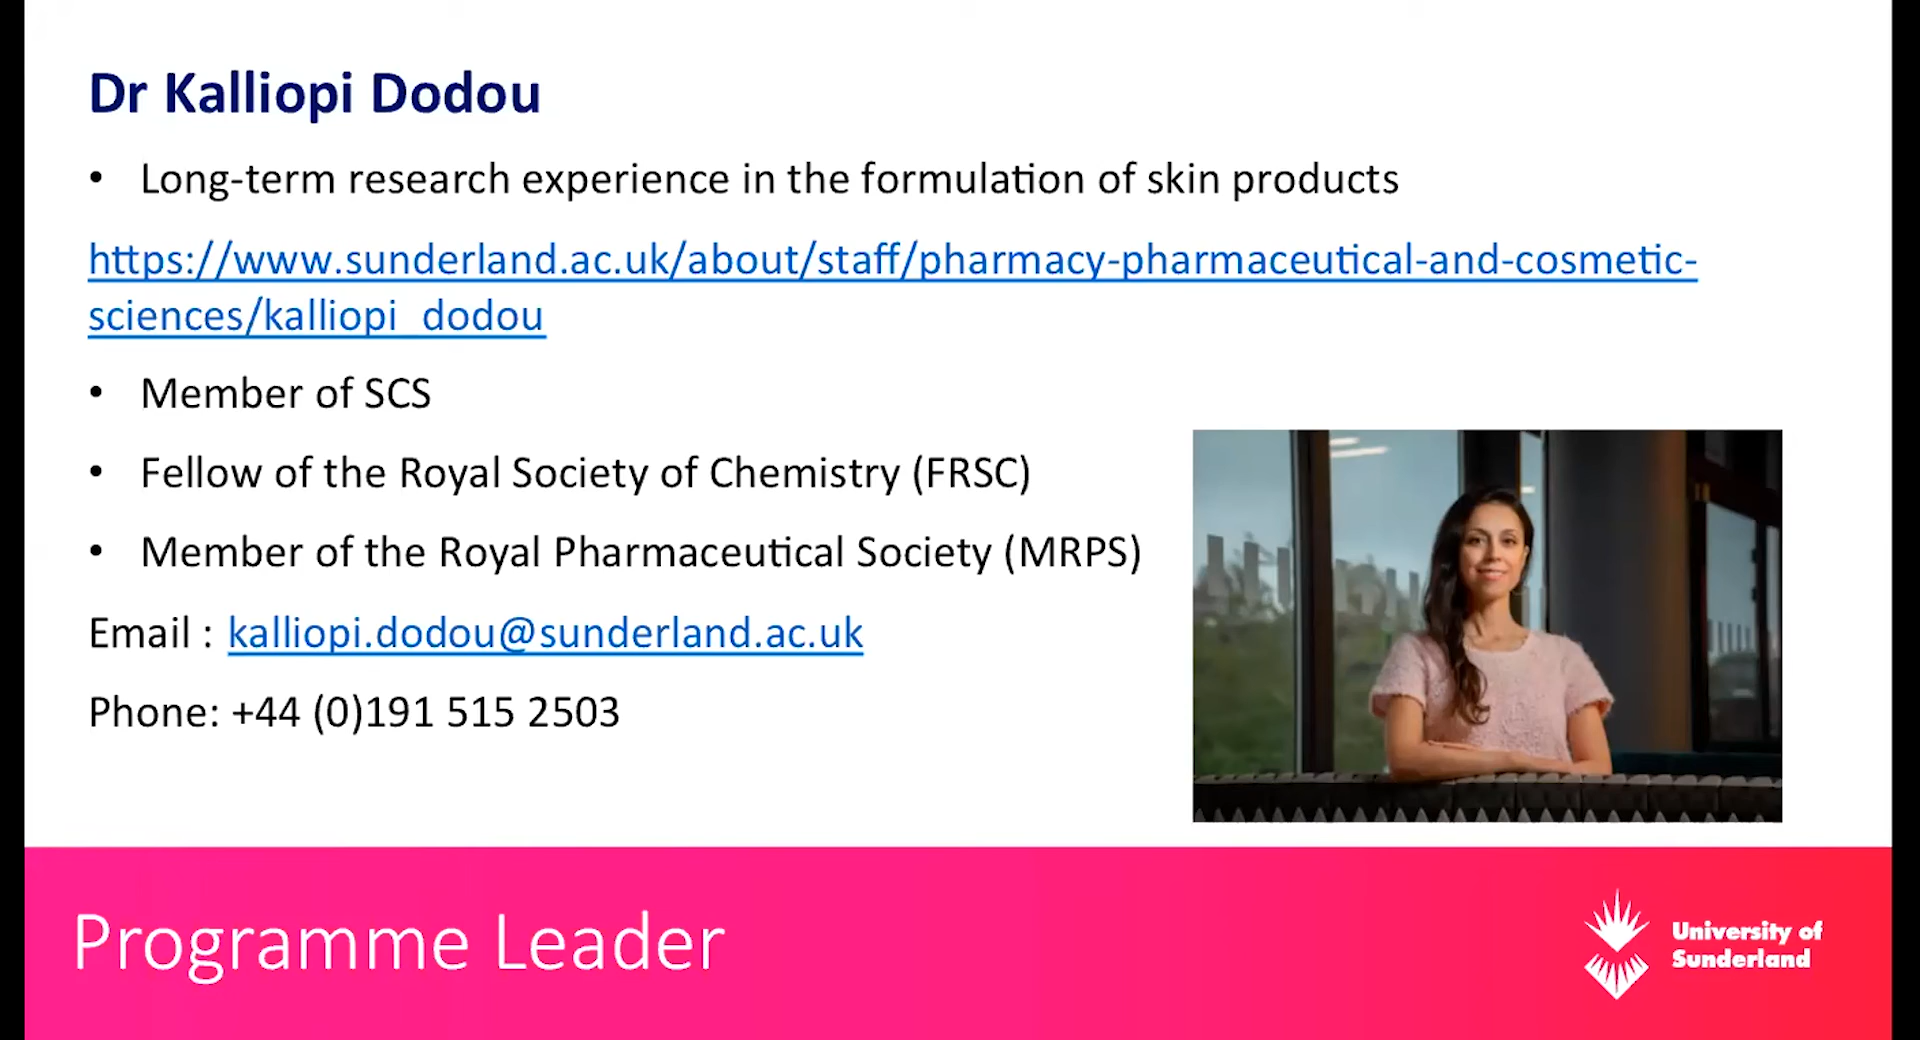 Dr Kalliopi Dodou
• Long-term research experience in the formulation of skin products
https://www.sunderland.ac.uk/about/staff/pharmacy-pharmaceutical-and-cosmetic-
sciences/kalliopi_dodou
• Member of SCS
• Fellow of the Royal Society of Chemistry (FRSC)
• Member of the Royal Pharmaceutical Society (MRPS)
Email : kalliopi.dodou@sunderland.ac.uk
Phone: +44 (0)191 515 2503
Programme Leader
University of
Sunderland